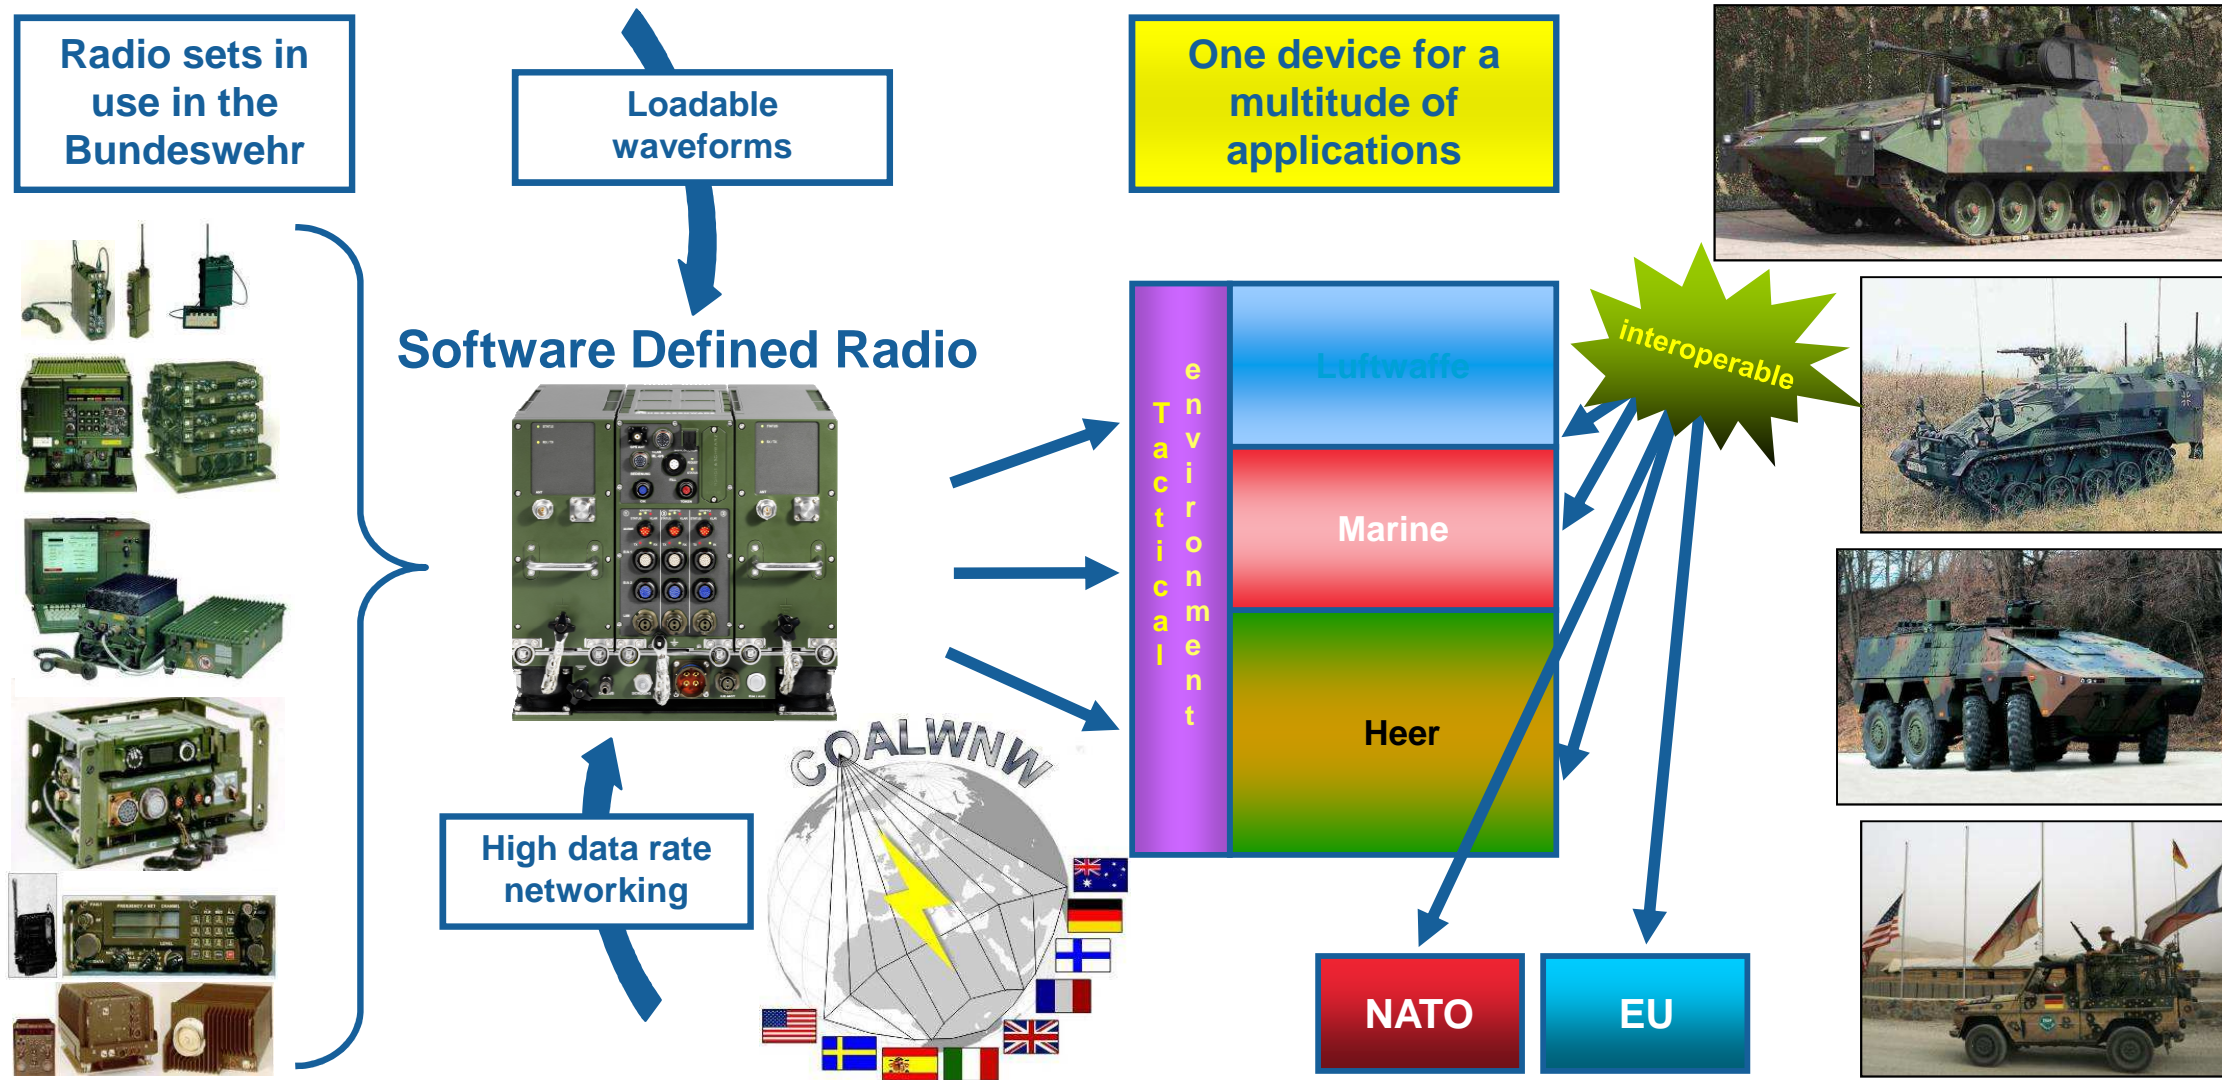 Radio sets in
use in the
Bundeswehr
Loadable
waveforms
One device for a
multitude of
applications
Software Defined Radio
Tactical
environment
Luftwaffe
Marine
Heer
interoperable
High data rate
networking
COALWNW
NATO
EU